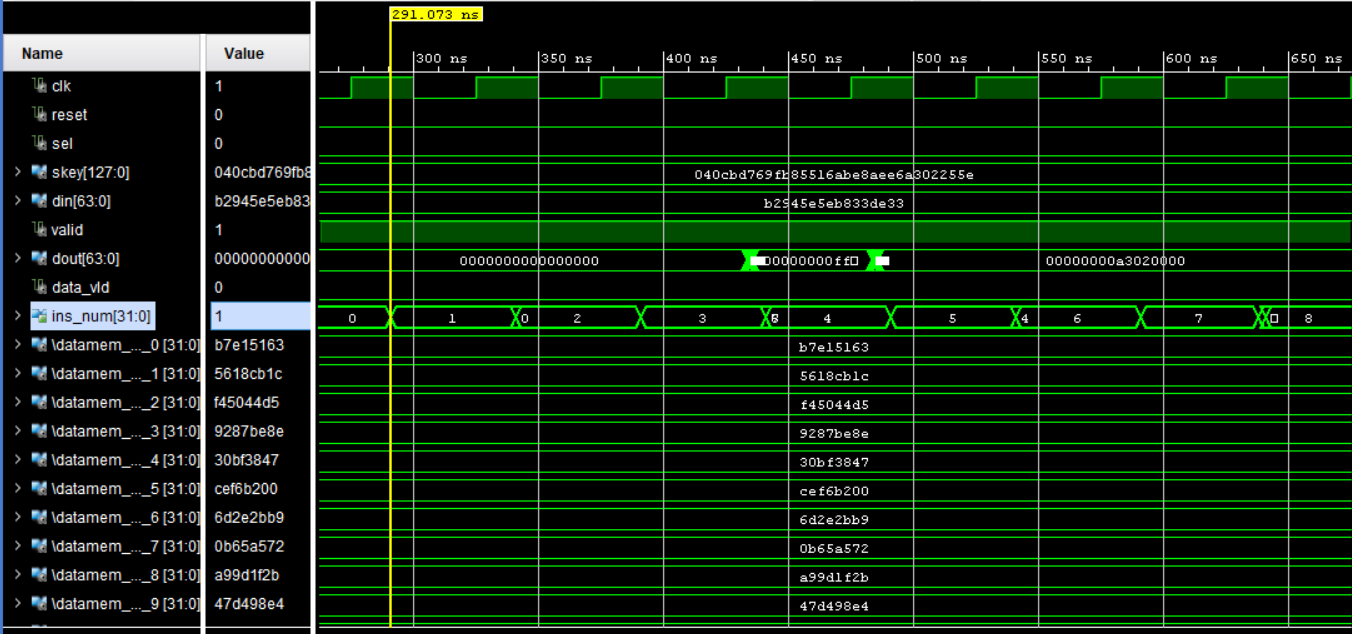 291.073 ns
Name Value
300 ns 350 ns 400 ns 450 ns 500 ns 550 ns 600 ns 650 ns
clk 1
reset 0
sel 0
skey[127:0] 040cbd769fb8 040cbd769fb85516abe8aee6a302255e
din[63:0] b2945e5eb83 b2945e5eb833de33
valid 1
dout[63:0] 00000000000 0000000000000000 00000000ff 00000000a3020000
data_vld 0
ins_num[31:0] 1 0 1 0 2 3 4 5 4 6 7 8
\datamem_..._0 [31:0] b7e15163 b7e15163
\datamem_..._1 [31:0] 5618cb1c 5618cb1c
\datamem_..._2 [31:0] f45044d5 f45044d5
\datamem_..._3 [31:0] 9287be8e 9287be8e
\datamem_..._4 [31:0] 30bf3847 30bf3847
\datamem_..._5 [31:0] cef6b200 cef6b200
\datamem_..._6 [31:0] 6d2e2bb9 6d2e2bb9
\datamem_..._7 [31:0] 0b65a572 0b65a572
\datamem_..._8 [31:0] a99d1f2b a99d1f2b
\datamem_..._9 [31:0] 47d498e4 47d498e4